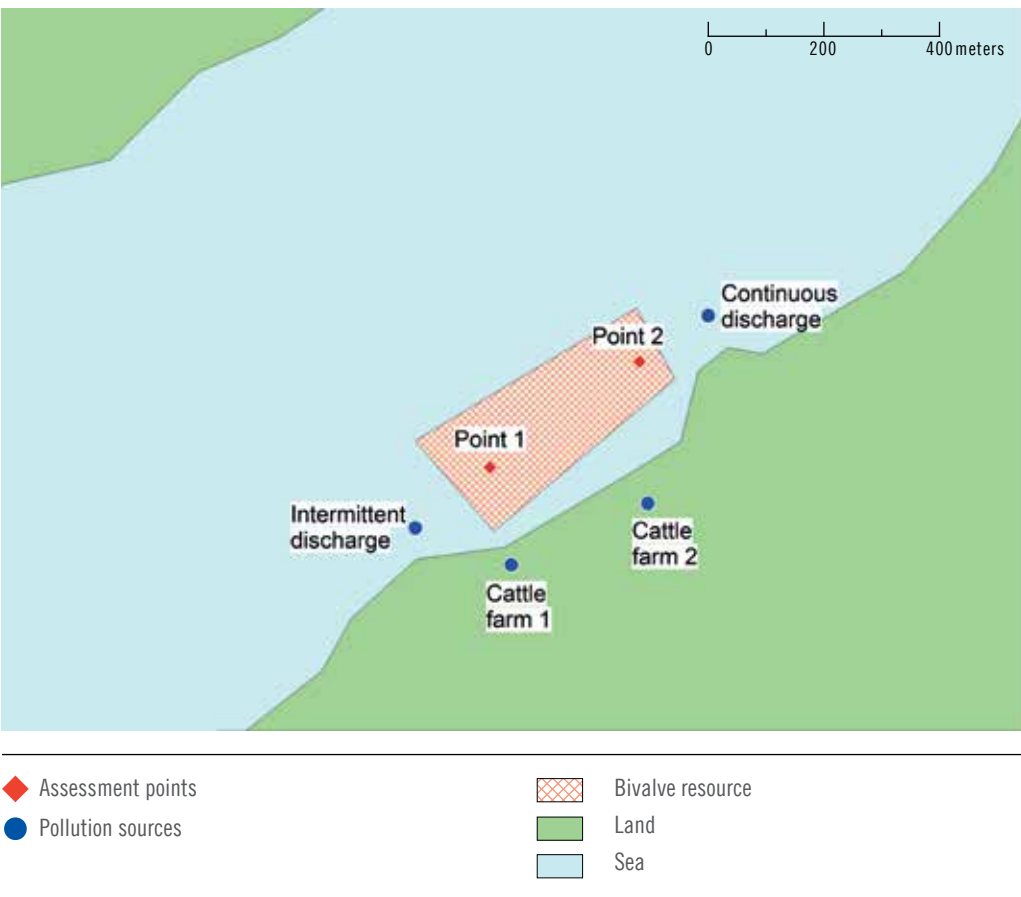 0 200 400 meters
Continuous
discharge
Point 2
Point 1
Intermittent
discharge
Cattle
farm 2
Cattle
farm 1
Assessment points
Pollution sources
Bivalve resource
Land
Sea